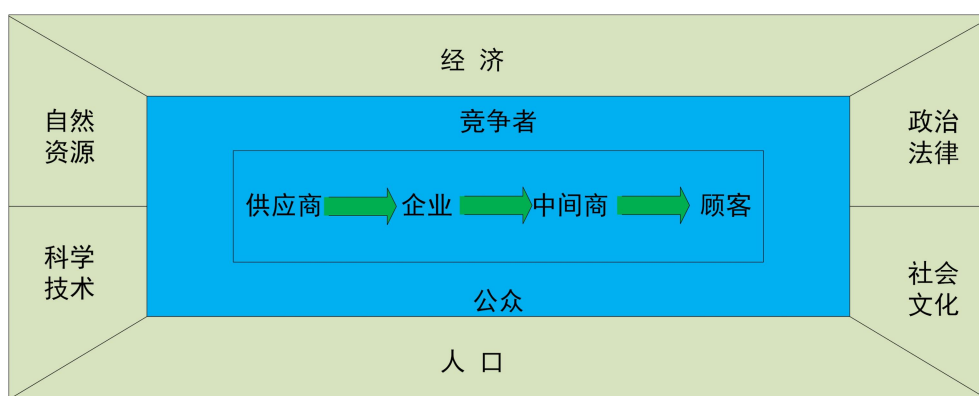 经 济
竞争者
自然
资源
政治
法律
供应商 企业 中间商 顾客
科学
技术
社会
文化
公众
人 口